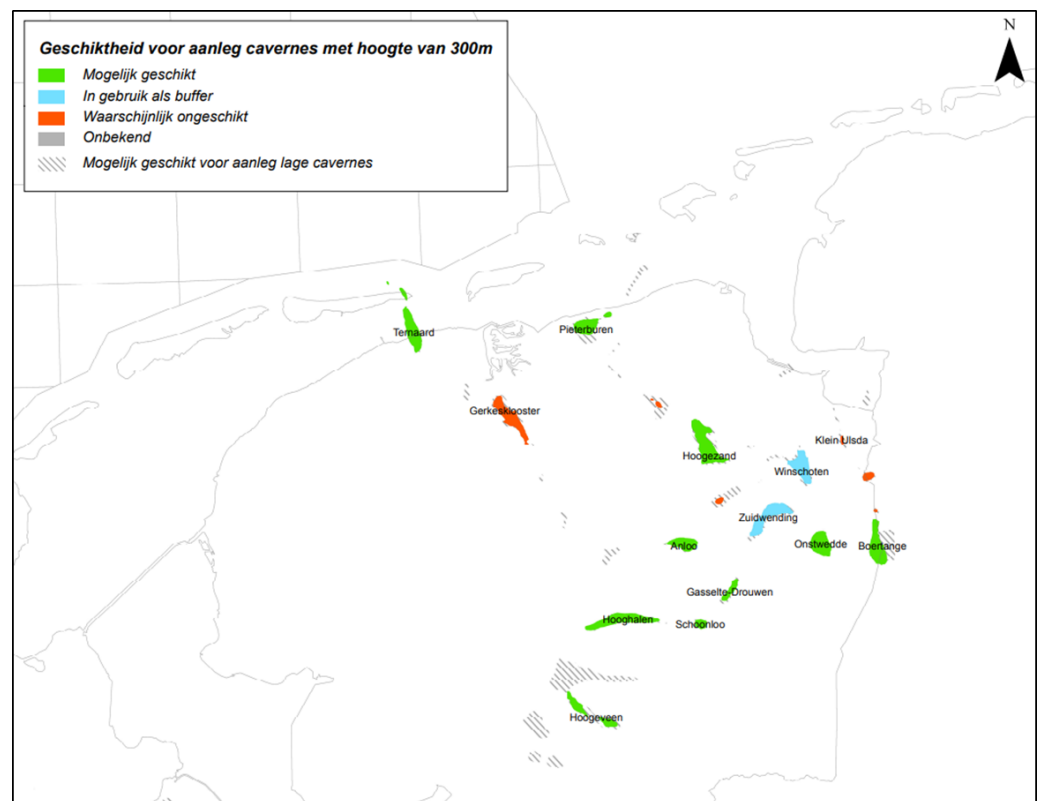 Geschiktheid voor aanleg cavernes met hoogte van 300m
Mogelijk geschikt
In gebruik als buffer
Waarschijnlijk ongeschikt
Onbekend
Mogelijk geschikt voor aanleg lage cavernes
N
Ternaard
Pieterburen
Gerkesklooster
Klein Ulsda
Hoogezand
Winschoten
Zuidwending
Anloo
Onstwedde
Boertange
Gasselte-Drouwen
Hooghalen
Schoonloo
Hoogeveen